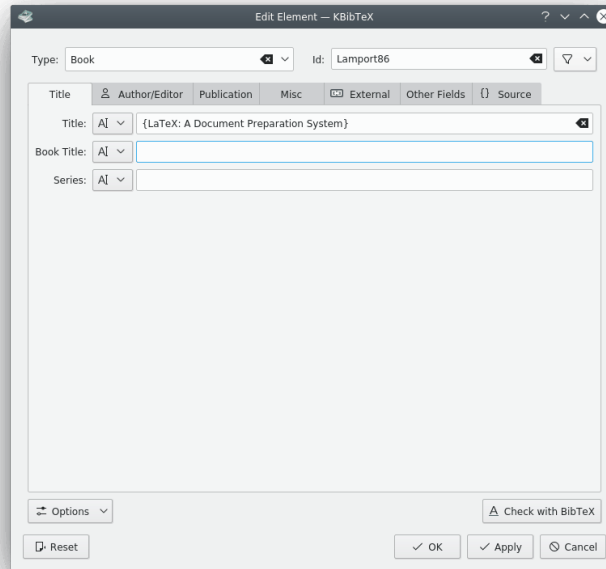 Edit Element — KBibTeX
Type: Book Id: Lamport86
Title Author/Editor Publication Misc External Other Fields {} Source
Title: A {LaTeX: A Document Preparation System}
Book Title: A
Series: A
Options A Check with BibTeX
Reset OK Apply Cancel